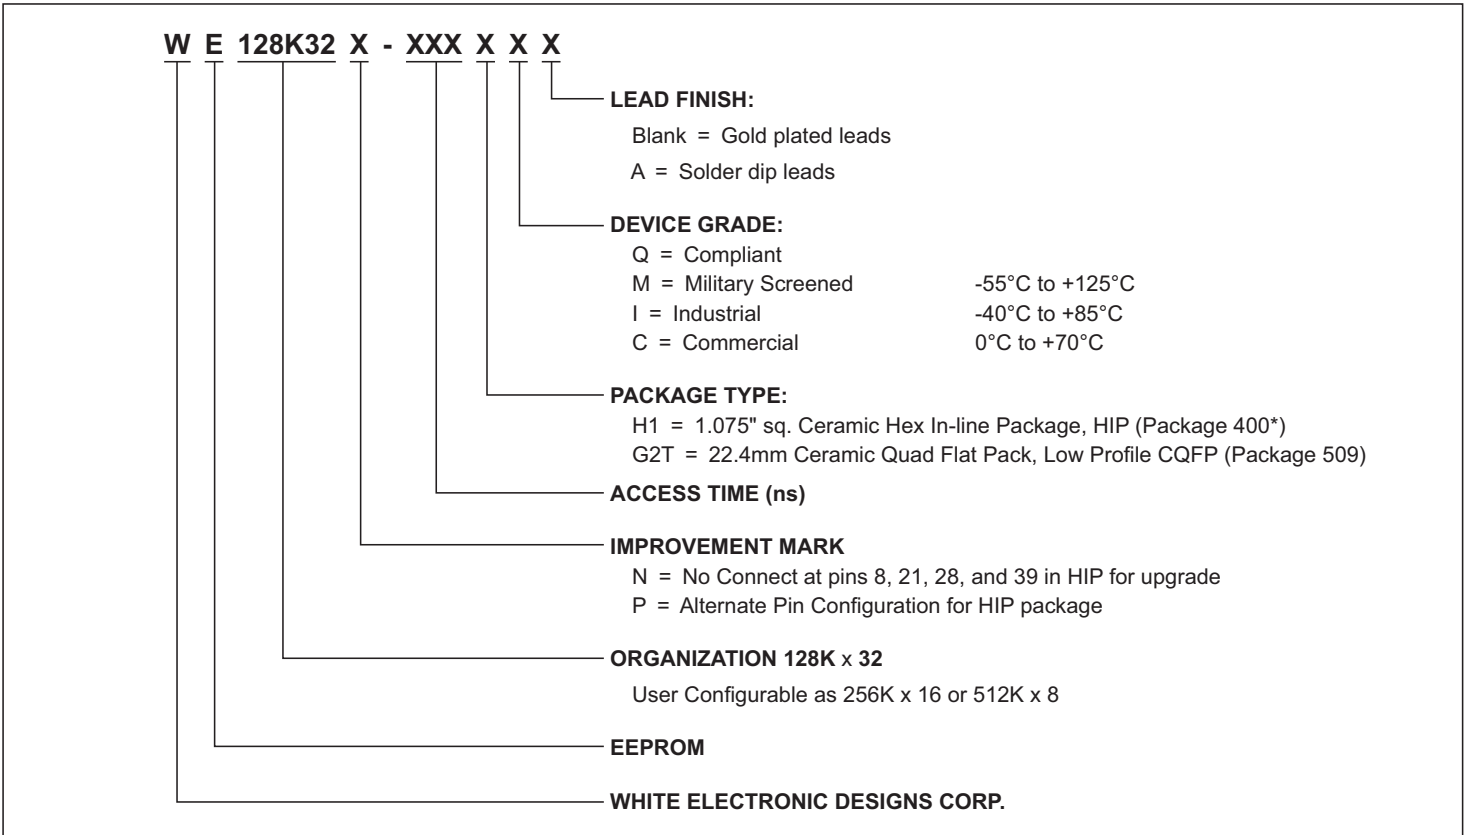 W E 128K32 X - XXX X X X
LEAD FINISH:
Blank = Gold plated leads
A = Solder dip leads
DEVICE GRADE:
Q = Compliant
M = Military Screened -55°C to +125°C
I = Industrial -40°C to +85°C
C = Commercial 0°C to +70°C
PACKAGE TYPE:
H1 = 1.075" sq. Ceramic Hex In-line Package, HIP (Package 400*)
G2T = 22.4mm Ceramic Quad Flat Pack, Low Profile CQFP (Package 509)
ACCESS TIME (ns)
IMPROVEMENT MARK
N = No Connect at pins 8, 21, 28, and 39 in HIP for upgrade
P = Alternate Pin Configuration for HIP package
ORGANIZATION 128K x 32
User Configurable as 256K x 16 or 512K x 8
EEPROM
WHITE ELECTRONIC DESIGNS CORP.